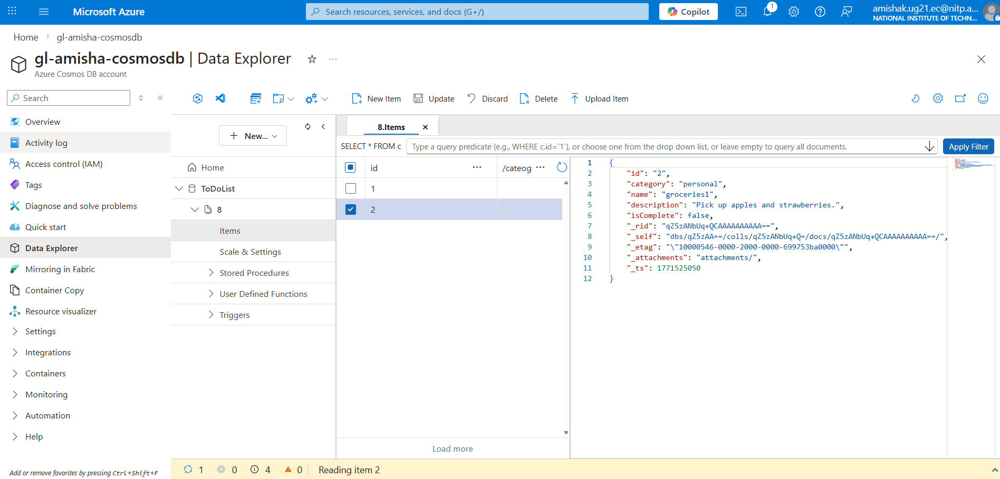 Microsoft Azure
Search resources, services, and docs (G+/)
Copilot
1
amishak.ug21.ec@nitp.a...
NATIONAL INSTITUTE OF TECHN...
Home > gl-amisha-cosmosdb
gl-amisha-cosmosdb | Data Explorer
Azure Cosmos DB account
Search
New Item
Update
Discard
Delete
Upload Item
Overview
Activity log
Access control (IAM)
Tags
Diagnose and solve problems
Quick start
Data Explorer
Mirroring in Fabric
Container Copy
Resource visualizer
Settings
Integrations
Containers
Monitoring
Automation
Help
Add or remove favorites by pressing Ctrl+Shift+F
New...
Home
ToDoList
8
Items
Scale & Settings
Stored Procedures
User Defined Functions
Triggers
8.Items
SELECT * FROM c
Type a query predicate (e.g., WHERE c.id=´1´), or choose one from the drop down list, or leave empty to query all documents.
Apply Filter
id
/cateog
1
2
Load more
1 {
2 "id": "2",
3 "category": "personal",
4 "name": "groceries1",
5 "description": "Pick up apples and strawberries.",
6 "isComplete": false,
7 "_rid": "qZ5zANbUq+QCAAAAAAAAAA==",
8 "_self": "dbs/qZ5zAA==/colls/qZ5zANbUq+Q=/docs/qZ5zANbUq+QCAAAAAAAAAA==/",
9 "_etag": "\"10000546-0000-2000-0000-699753ba0000\"",
10 "_attachments": "attachments/",
11 "_ts": 1771525050
12 }
1 0 4 0 Reading item 2